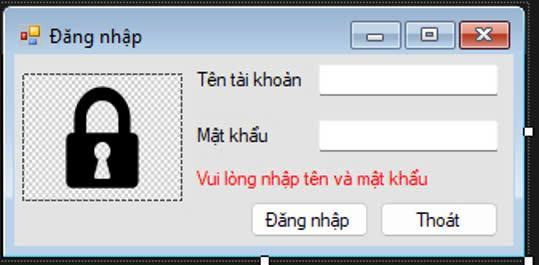 Đăng nhập
Tên tài khoản
Mật khẩu
Vui lòng nhập tên và mật khẩu
Đăng nhập Thoát